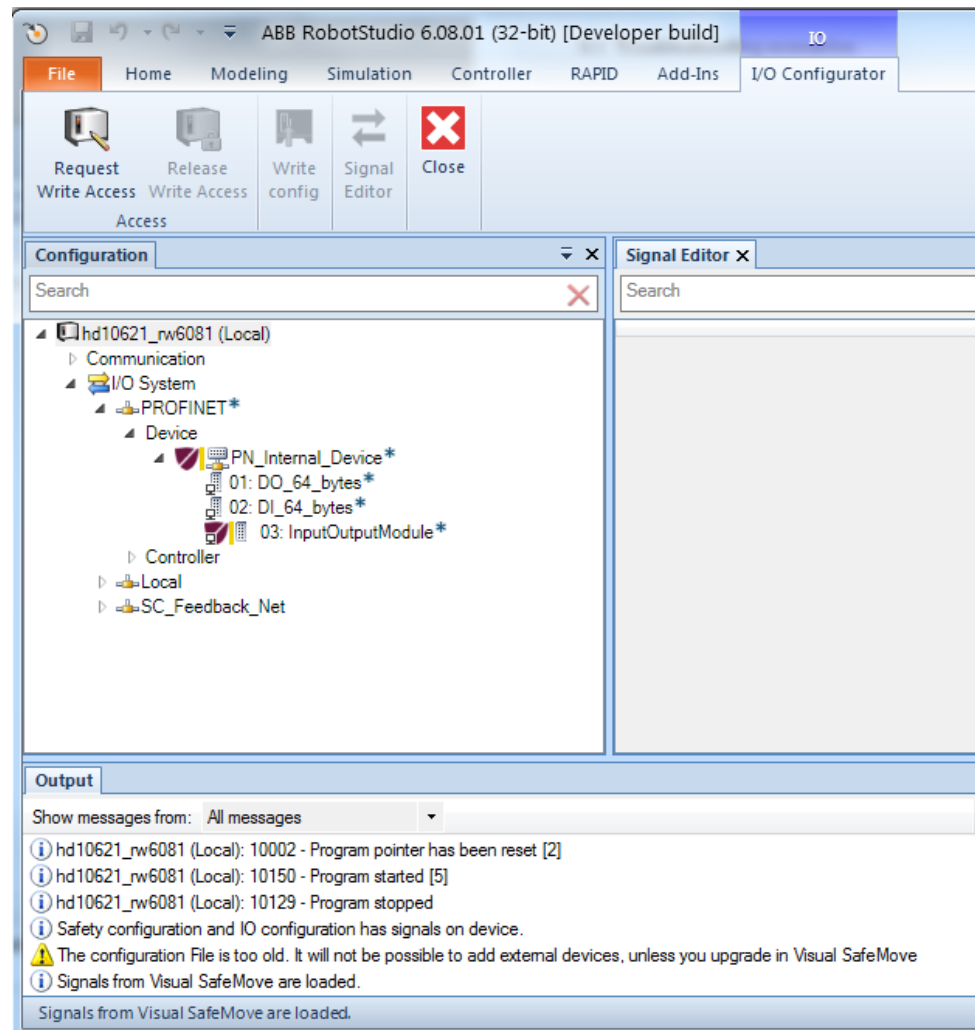 ABB RobotStudio 6.08.01 (32-bit) [Developer build]
IO
File Home Modeling Simulation Controller RAPID Add-Ins I/O Configurator
Request Write Access
Release Write Access
Write config
Signal Editor
Close
Access
Configuration
Signal Editor
Search
Search
hd10621_rw6081 (Local)
Communication
I/O System
PROFINET*
Device
PN_Internal_Device*
01: DO_64_bytes*
02: DI_64_bytes*
03: InputOutputModule*
Controller
Local
SC_Feedback_Net
Output
Show messages from: All messages
hd10621_rw6081 (Local): 10002 - Program pointer has been reset [2]
hd10621_rw6081 (Local): 10150 - Program started [5]
hd10621_rw6081 (Local): 10129 - Program stopped
Safety configuration and IO configuration has signals on device.
The configuration File is too old. It will not be possible to add external devices, unless you upgrade in Visual SafeMove
Signals from Visual SafeMove are loaded.
Signals from Visual SafeMove are loaded.